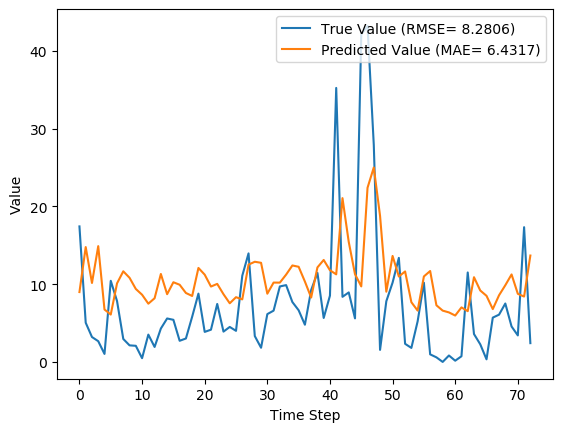 True Value (RMSE= 8.2806)
Predicted Value (MAE= 6.4317)
40
30
20
10
0
Value
0 10 20 30 40 50 60 70
Time Step